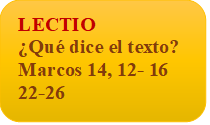 LECTIO
¿Qué dice el texto?
Marcos 14, 12- 16
22-26